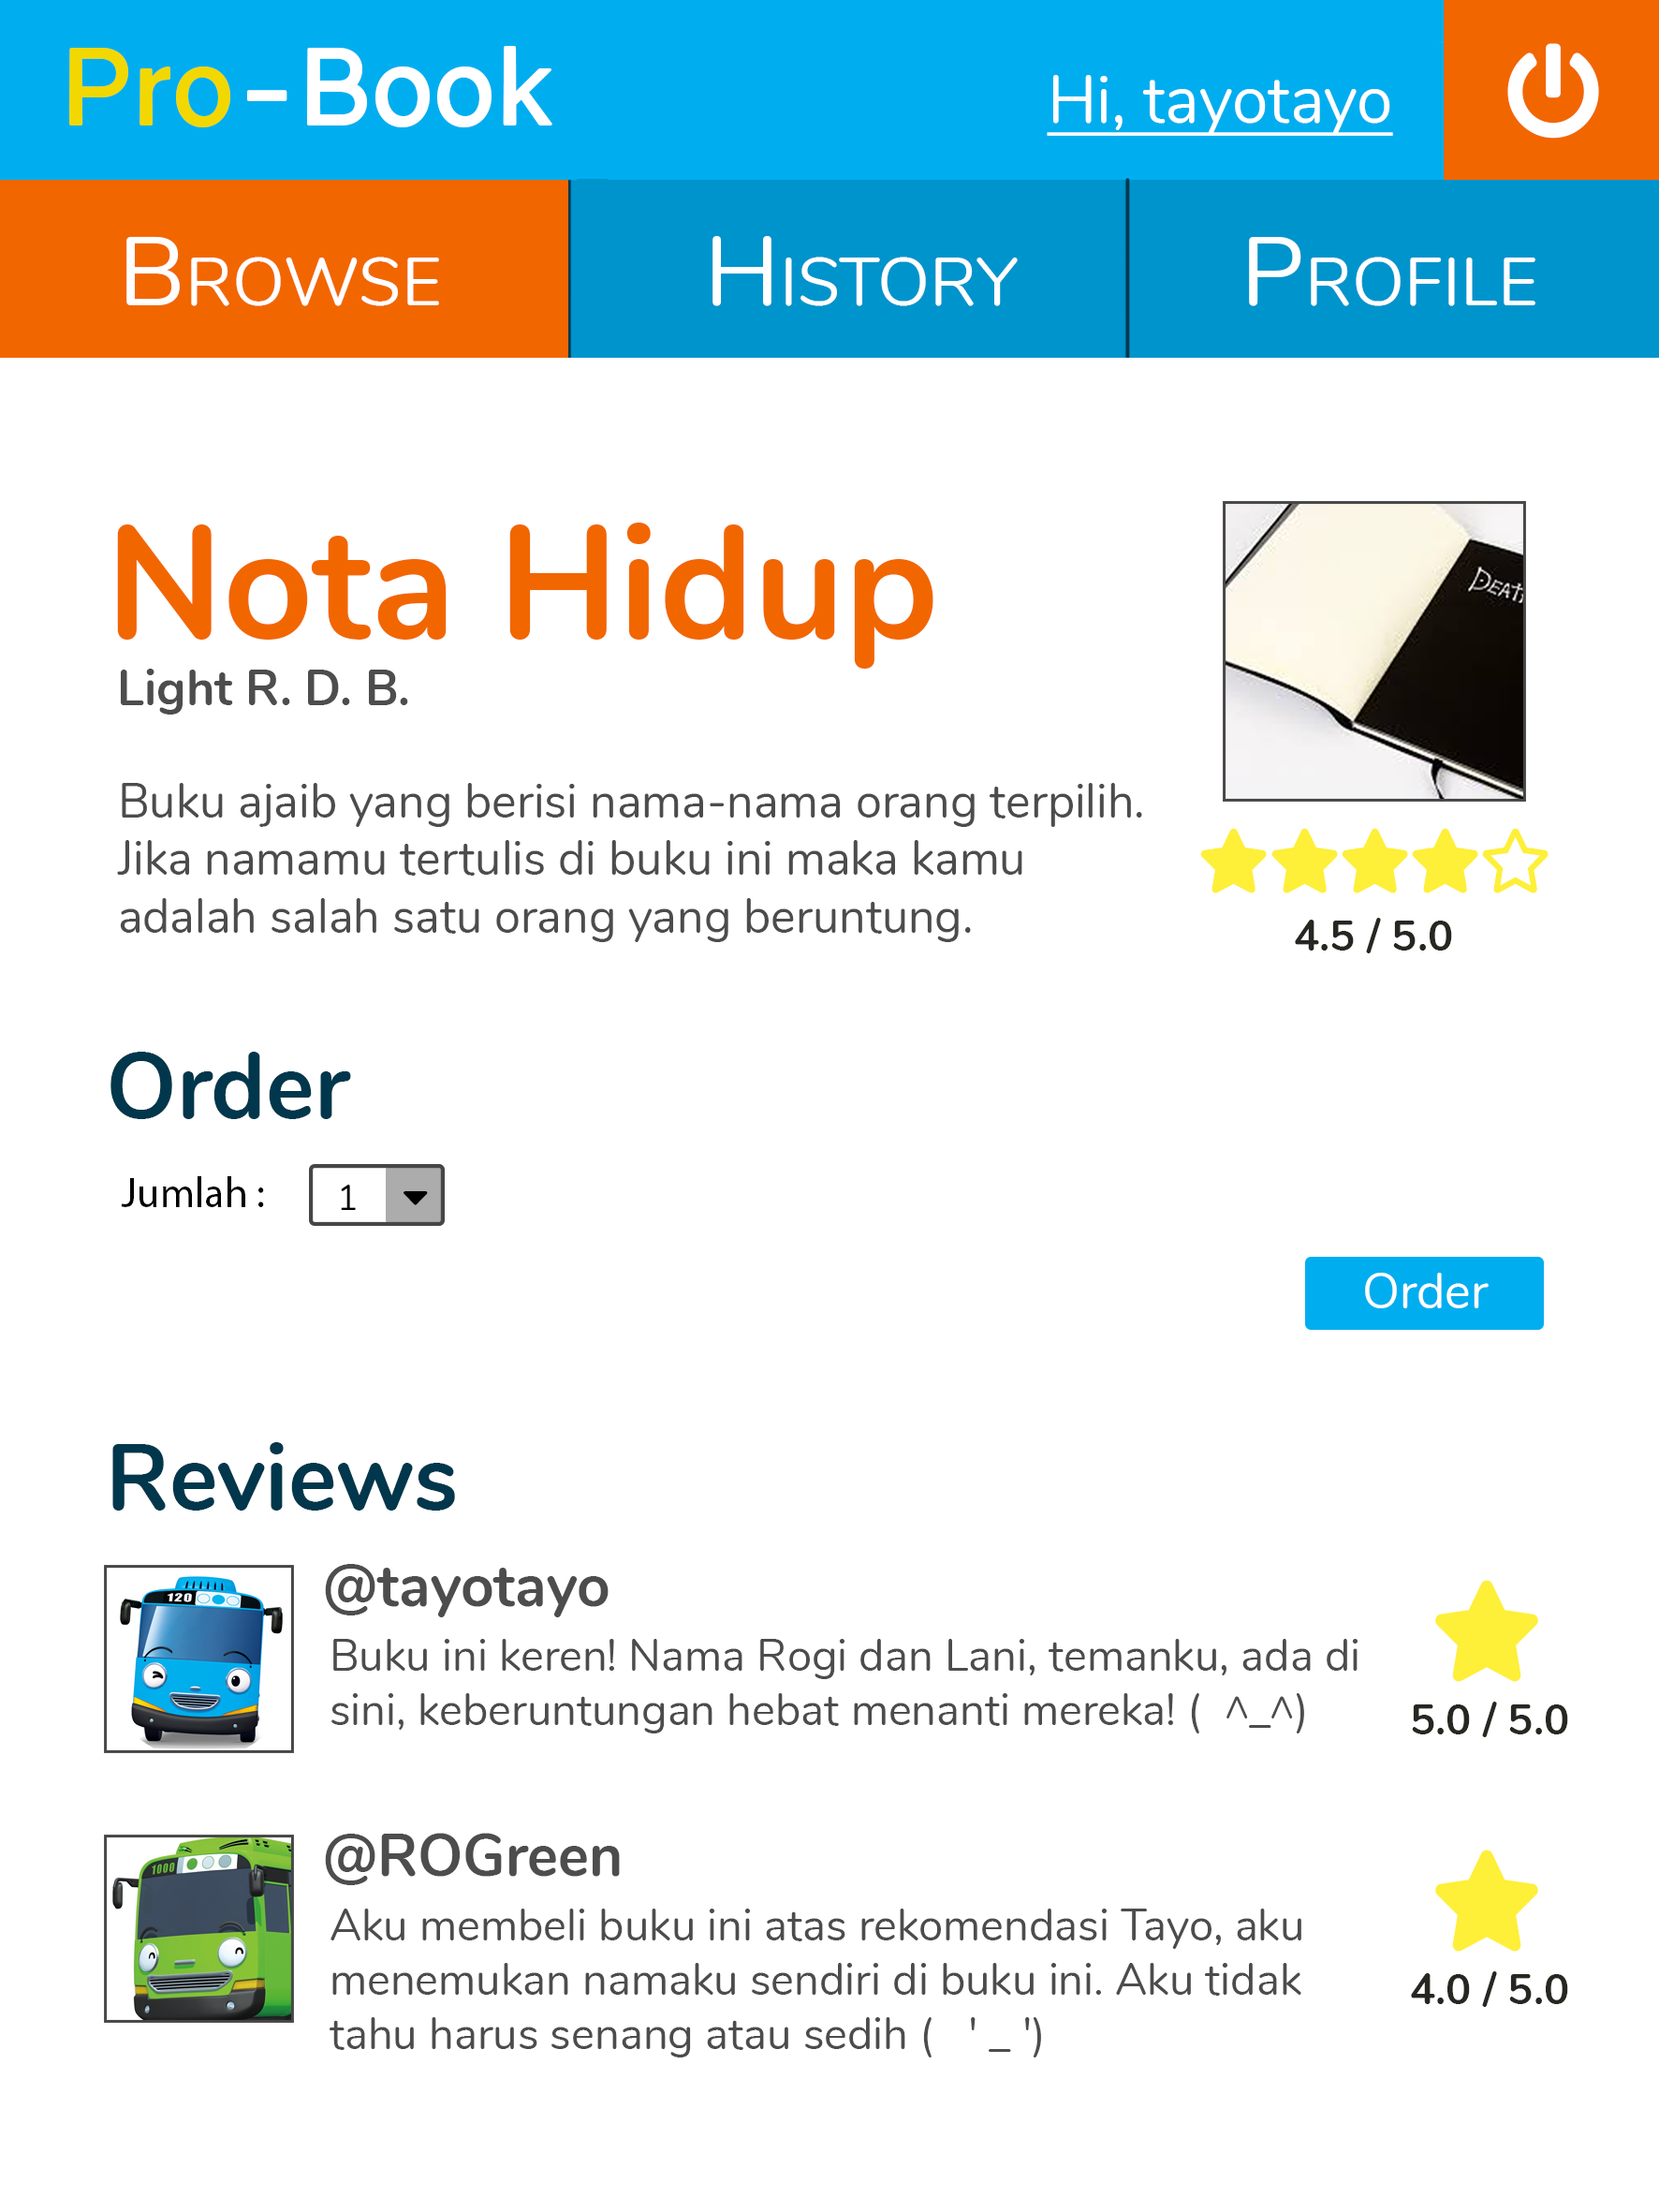 Pro-Book
Hi, tayotayo
BROWSE
HISTORY
PROFILE
Nota Hidup
DEAT
Light R. D. B.
Buku ajaib yang berisi nama-nama orang terpilih.
Jika namamu tertulis di buku ini maka kamu
adalah salah satu orang yang beruntung.
4.5 / 5.0
Order
Jumlah :
1
Order
Reviews
120
@tayotayo
Buku ini keren! Nama Rogi dan Lani, temanku, ada di
sini, keberuntungan hebat menanti mereka! ( ^_^)
5.0 / 5.0
1000
@ROGreen
Aku membeli buku ini atas rekomendasi Tayo, aku
menemukan namaku sendiri di buku ini. Aku tidak
tahu harus senang atau sedih ( ' _ ')
4.0 / 5.0